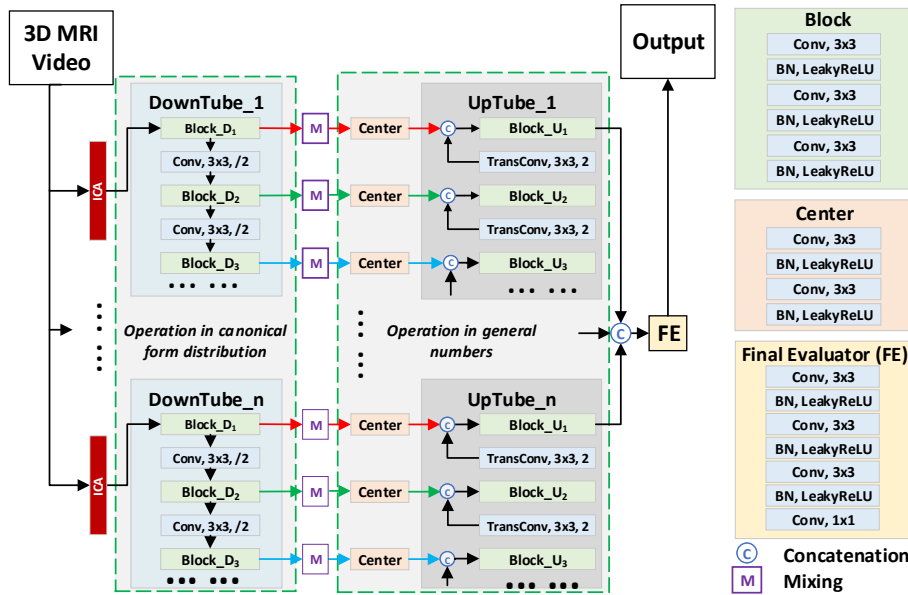 3D MRI
Video
ICA
DownTube_1
Block_D₁
Conv, 3x3, /2
Block_D₂
Conv, 3x3, /2
Block_D₃
... ...
M
M
M
Center
Center
Center
UpTube_1
C
Block_U₁
TransConv, 3x3, 2
C
Block_U₂
TransConv, 3x3, 2
C
Block_U₃
... ...
Operation in canonical
form distribution
Operation in general
numbers
ICA
DownTube_n
Block_D₁
Conv, 3x3, /2
Block_D₂
Conv, 3x3, /2
Block_D₃
... ...
M
M
M
Center
Center
Center
UpTube_n
C
Block_U₁
TransConv, 3x3, 2
C
Block_U₂
TransConv, 3x3, 2
C
Block_U₃
... ...
C
FE
Output
Block
Conv, 3x3
BN, LeakyReLU
Conv, 3x3
BN, LeakyReLU
Conv, 3x3
BN, LeakyReLU
Center
Conv, 3x3
BN, LeakyReLU
Conv, 3x3
BN, LeakyReLU
Final Evaluator (FE)
Conv, 3x3
BN, LeakyReLU
Conv, 3x3
BN, LeakyReLU
Conv, 3x3
BN, LeakyReLU
Conv, 1x1
C Concatenation
M Mixing